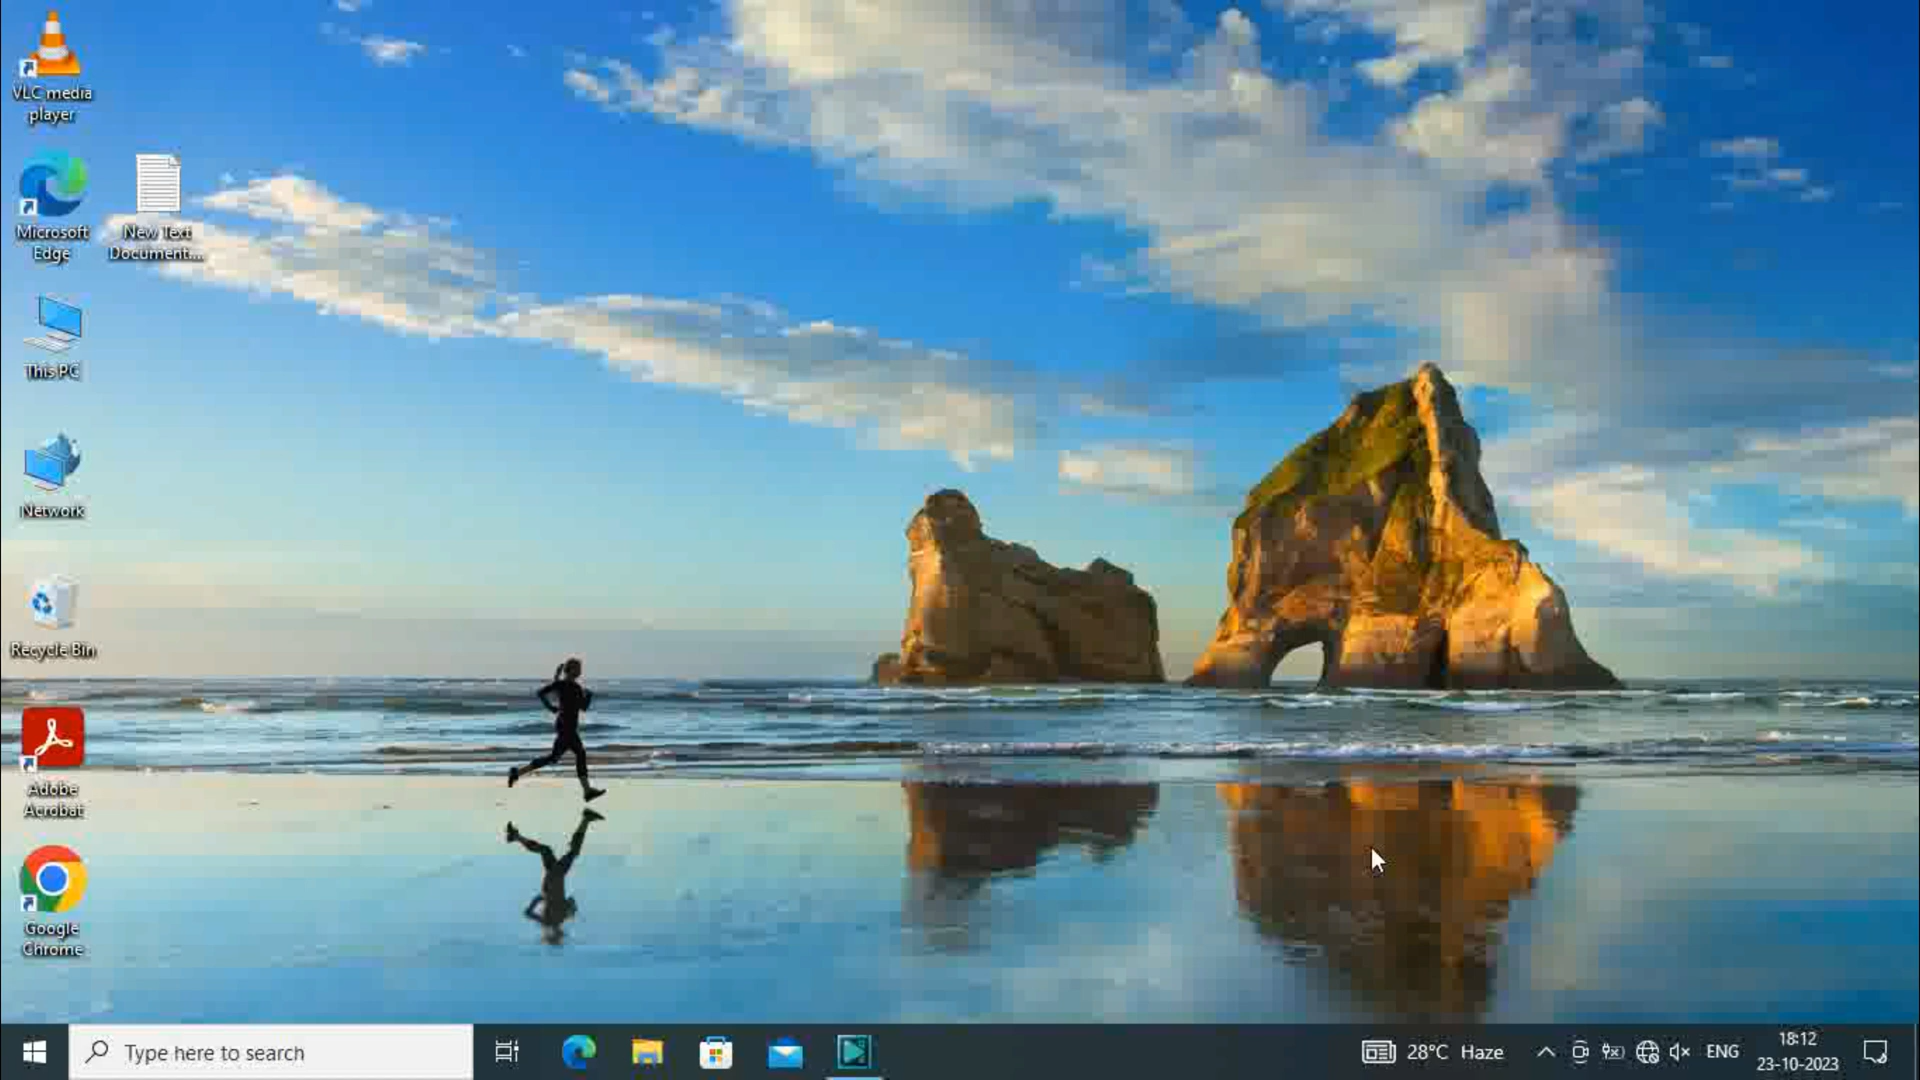 VLC media
player
Microsoft
Edge
New Text
Document....
This PC
Network
Recycle Bin
Adobe
Acrobat
Google
Chrome
Type here to search
28°C Haze
ENG
18:12
23-10-2023